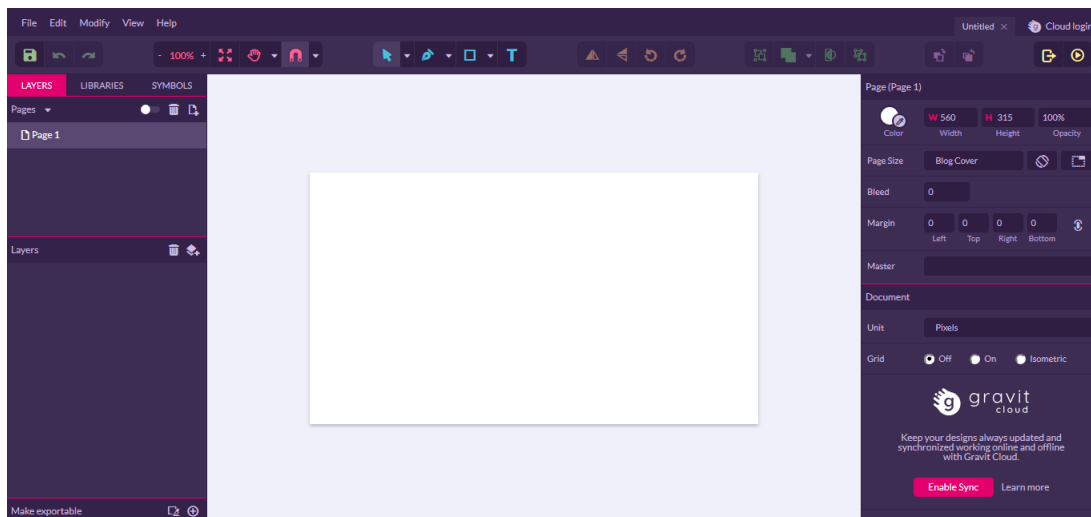 File Edit Modify View Help
Untitled × Cloud login
- 100% +
T
LAYERS LIBRARIES SYMBOLS
Pages
Page 1
Layers
Make exportable
Page (Page 1)
W 560 H 315 100%
Color Width Height Opacity
Page Size Blog Cover
Bleed 0
Margin 0 0 0 0
Left Top Right Bottom
Master
Document
Unit Pixels
Grid Off On Isometric
g gravit
cloud
Keep your designs always updated and
synchronized working online and offline
with Gravit Cloud.
Enable Sync Learn more